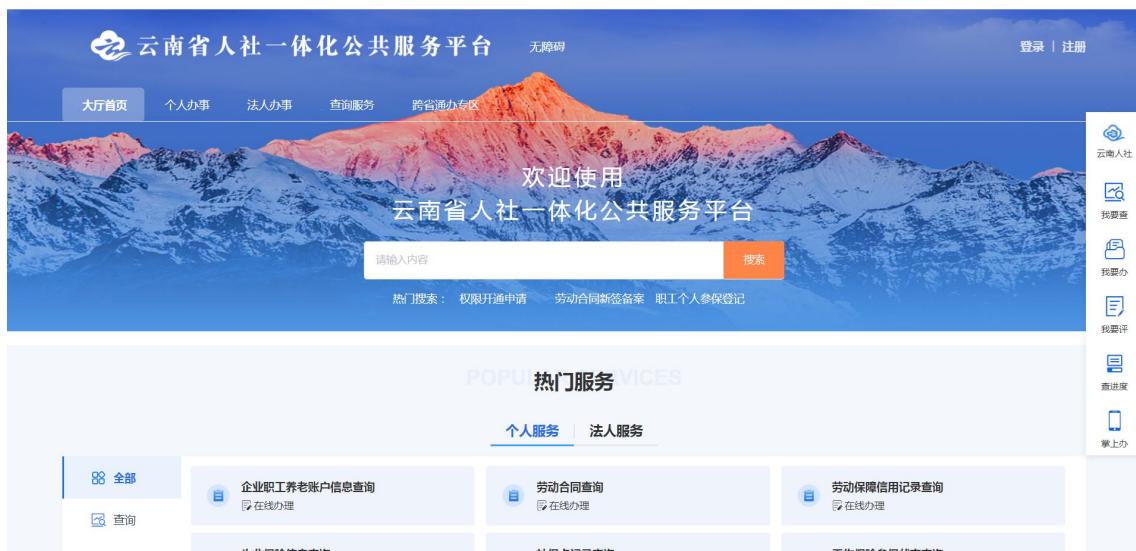 云南省人社一体化公共服务平台 无障碍 登录 | 注册
大厅首页 个人办事 法人办事 查询服务 跨省通办专区
欢迎使用
云南省人社一体化公共服务平台
请输入内容 搜索
热门搜索: 权限开通申请 劳动合同新签备案 职工个人参保登记
云南人社
我要查
我要办
我要评
查进度
掌上办
热门服务
个人服务 法人服务
全部
查询
企业职工养老账户信息查询
在线办理
劳动合同查询
在线办理
劳动保障信用记录查询
在线办理